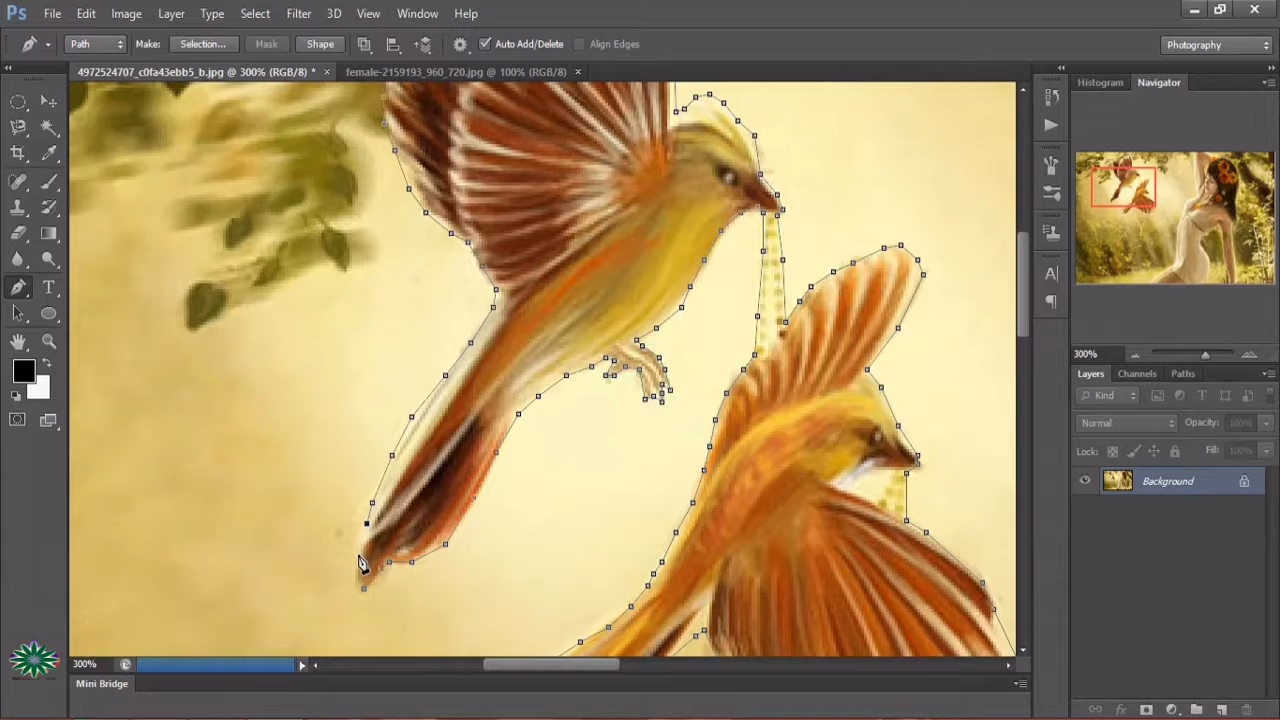 Ps File Edit Image Layer Type Select Filter 3D View Window Help
Path Make: Selection... Mask Shape Auto Add/Delete Align Edges Photography
4972524707_c0fa43ebb5_b.jpg @ 300% (RGB/8) * × female-2159193_960_720.jpg @ 100% (RGB/8) ×
Histogram Navigator
300%
Layers Channels Paths
Kind
Normal Opacity: 100%
Lock: Fill: 100%
Background
300%
Mini Bridge